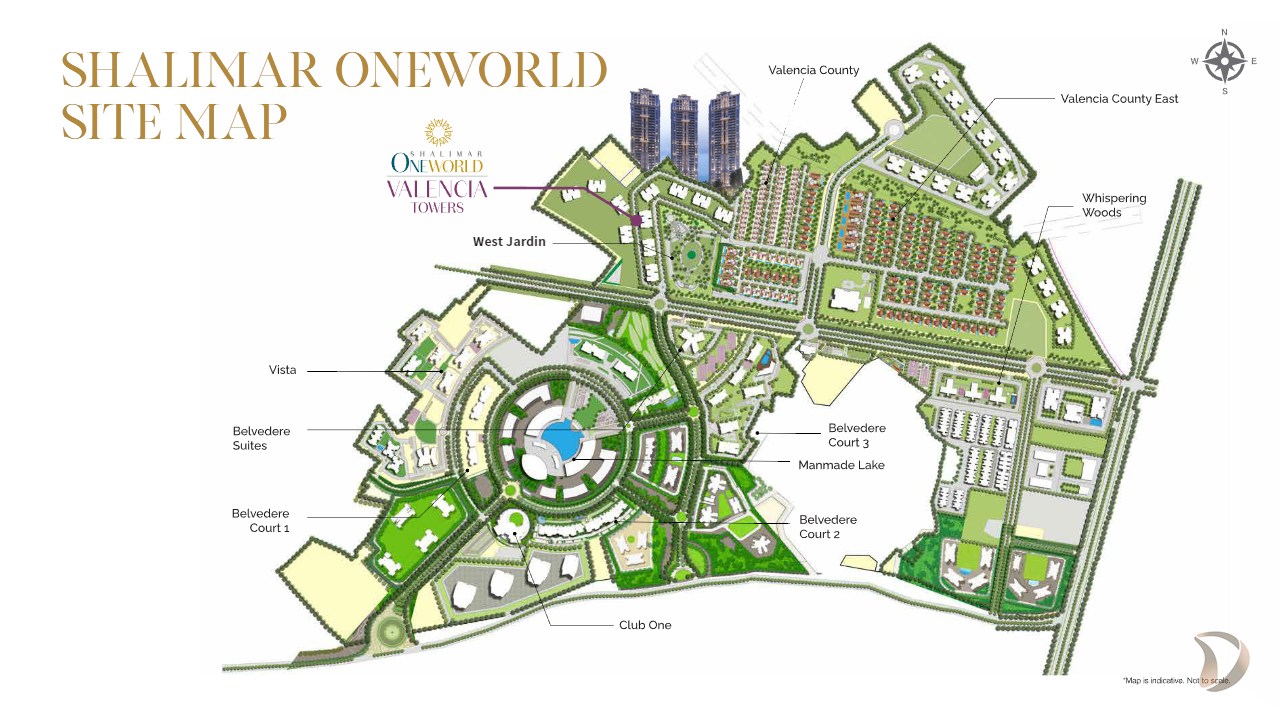 SHALIMAR ONEWORLD
SITE MAP
N
W E
S
Valencia County
Valencia County East
SHALIMAR
ONEWORLD
VALENCIA
TOWERS
Whispering
Woods
West Jardin
Vista
Belvedere
Suites
Belvedere
Court 3
Manmade Lake
Belvedere
Court 1
Belvedere
Court 2
Club One
*Map is indicative. Not to scale.